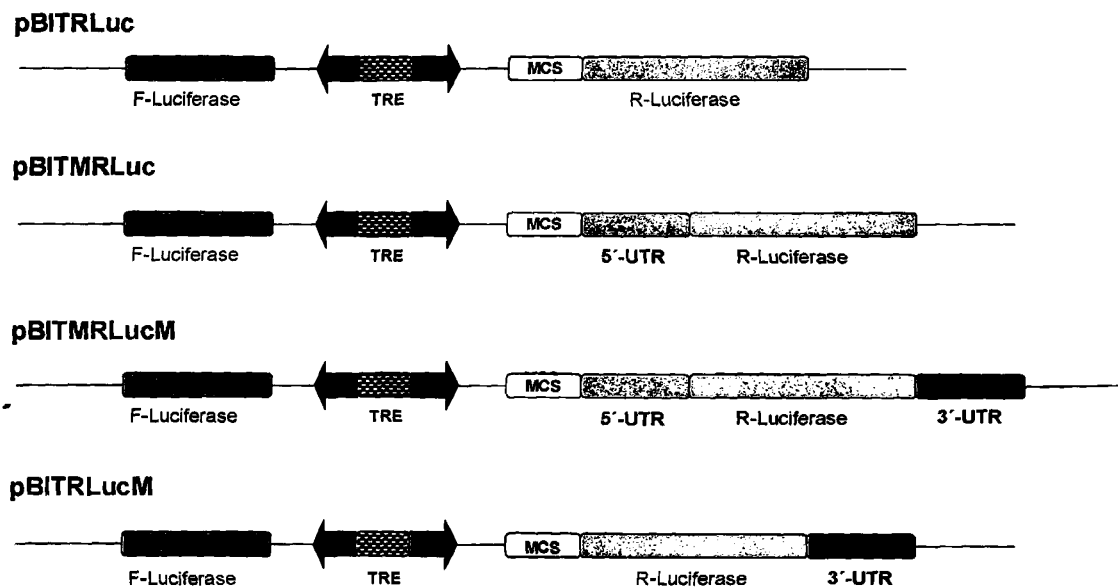 pBITRLuc
MCS
F-Luciferase TRE R-Luciferase
pBITMRLuc
MCS
F-Luciferase TRE 5´-UTR R-Luciferase
pBITMRLucM
MCS
F-Luciferase TRE 5´-UTR R-Luciferase 3´-UTR
pBITRLucM
MCS
F-Luciferase TRE R-Luciferase 3´-UTR